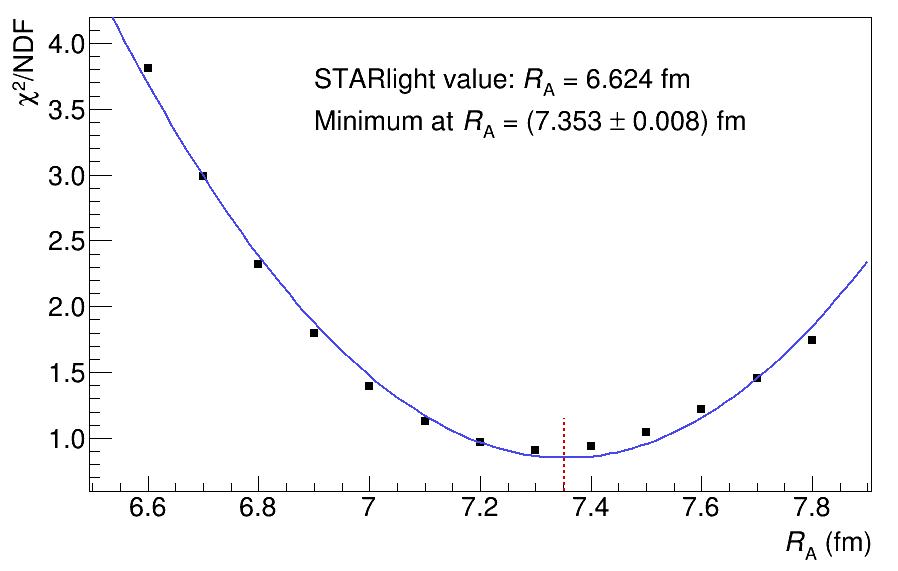 χ²/NDF
4.0
3.5
3.0
2.5
2.0
1.5
1.0
STARlight value: R_A = 6.624 fm
Minimum at R_A = (7.353 ± 0.008) fm
6.6 6.8 7 7.2 7.4 7.6 7.8
R_A (fm)